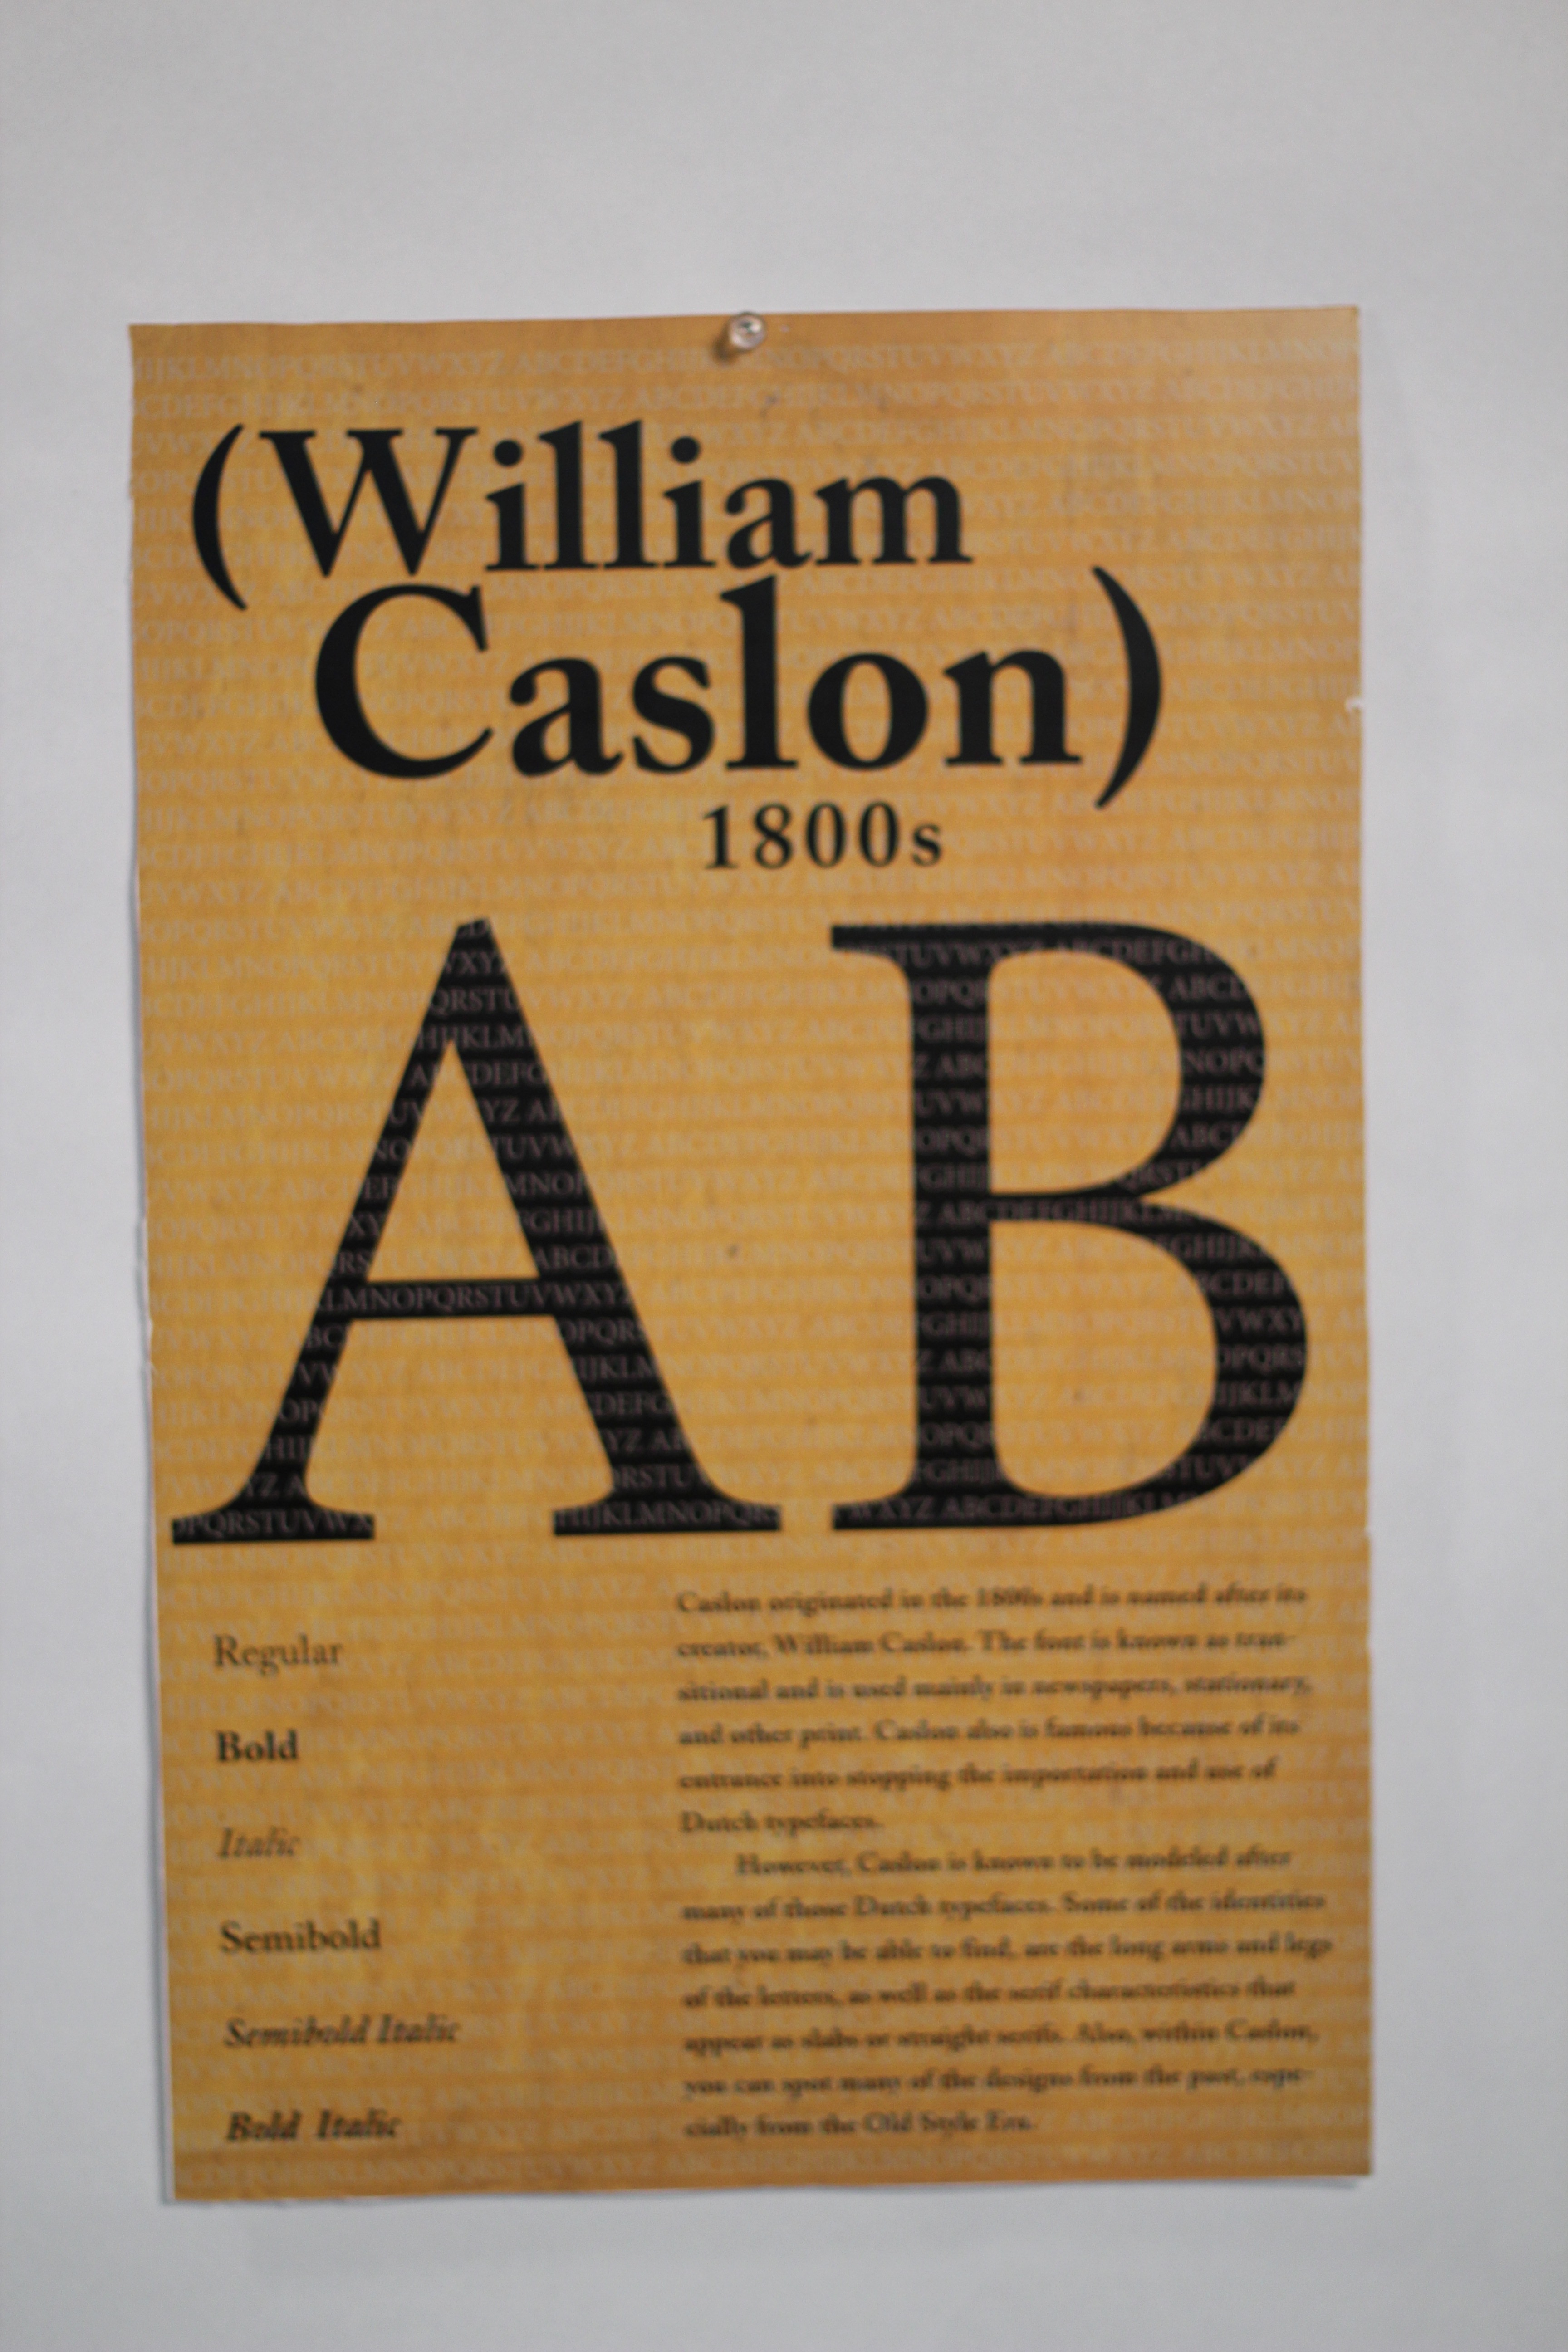 (William
Caslon)
1800s
AB
Regular
Bold
Italic
Semibold
Semibold Italic
Bold Italic
Caslon originated in the 1800s and is named after its
creator, William Caslon. The font is known as tran-
sitional and is used mainly in newspapers, stationary,
and other print. Caslon also is famous because of its
entrance into stopping the importation and use of
Dutch typefaces.
However, Caslon is known to be modeled after
many of those Dutch typefaces. Some of the identities
that you may be able to find, are the long arms and legs
of the letters, as well as the serif characteristics that
appear as slabs or straight serifs. Also, within Caslon,
you can spot many of the designs from the past, espe-
cially from the Old Style Era.